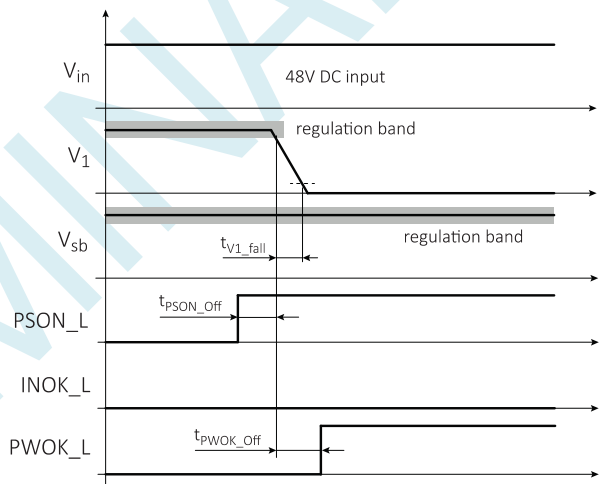 V_in
48V DC input
regulation band
V_1
V_sb
regulation band
t_V1_fall
t_PSON_Off
PSON_L
INOK_L
t_PWOK_Off
PWOK_L